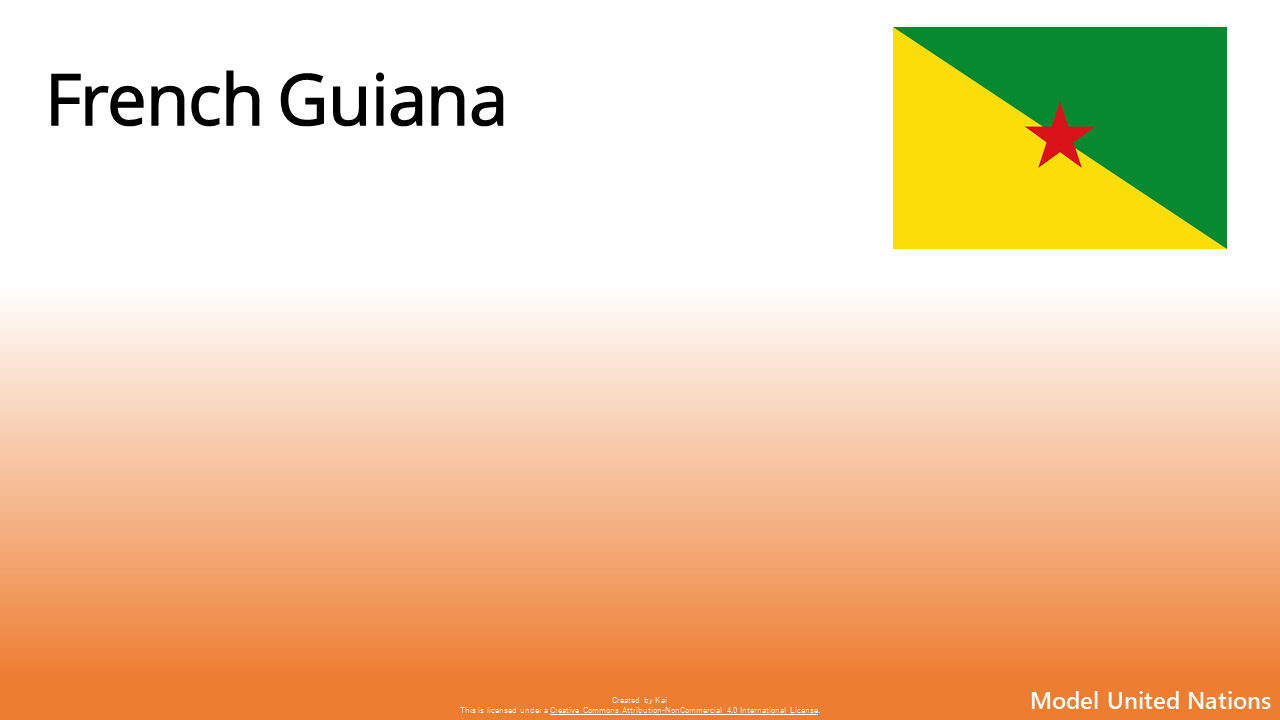 French Guiana
Created by Kai
This is licensed under a Creative Commons Attribution-NonCommercial 4.0 International License.
Model United Nations